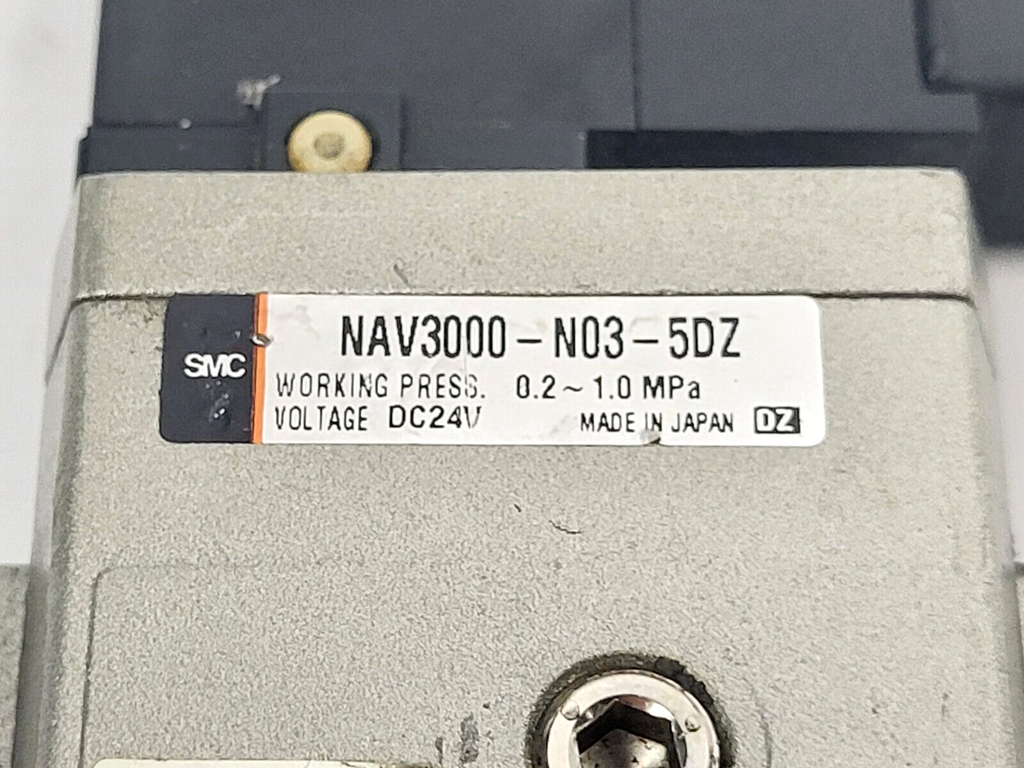 NAV3000-N03-5DZ
SMC
WORKING PRESS. 0.2~1.0 MPa
VOLTAGE DC24V MADE IN JAPAN DZ